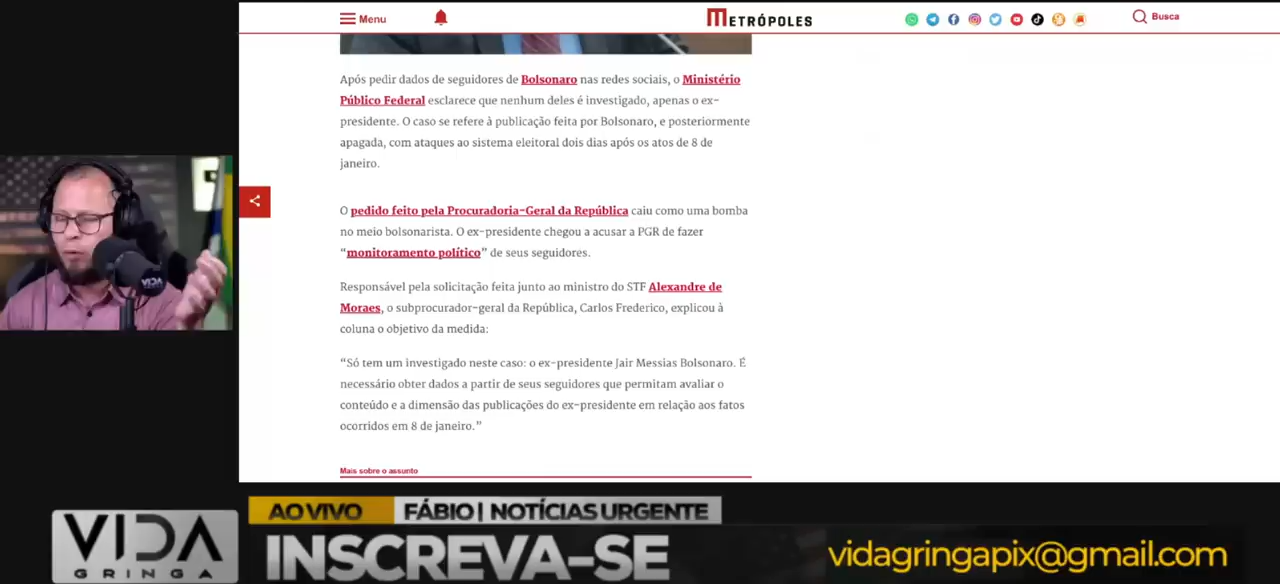 Menu
METRÓPOLES
Busca
Após pedir dados de seguidores de Bolsonaro nas redes sociais, o Ministério
Público Federal esclarece que nenhum deles é investigado, apenas o ex-
presidente. O caso se refere à publicação feita por Bolsonaro, e posteriormente
apagada, com ataques ao sistema eleitoral dois dias após os atos de 8 de
janeiro.
O pedido feito pela Procuradoria-Geral da República caiu como uma bomba
no meio bolsonarista. O ex-presidente chegou a acusar a PGR de fazer
“monitoramento político” de seus seguidores.
Responsável pela solicitação feita junto ao ministro do STF Alexandre de
Moraes, o subprocurador-geral da República, Carlos Frederico, explicou à
coluna o objetivo da medida:
“Só tem um investigado neste caso: o ex-presidente Jair Messias Bolsonaro. É
necessário obter dados a partir de seus seguidores que permitam avaliar o
conteúdo e a dimensão das publicações do ex-presidente em relação aos fatos
ocorridos em 8 de janeiro.”
Mais sobre o assunto
VIDA
AO VIVO FÁBIO | NOTÍCIAS URGENTE
VIDA
GRINGA
INSCREVA-SE
vidagringapix@gmail.com